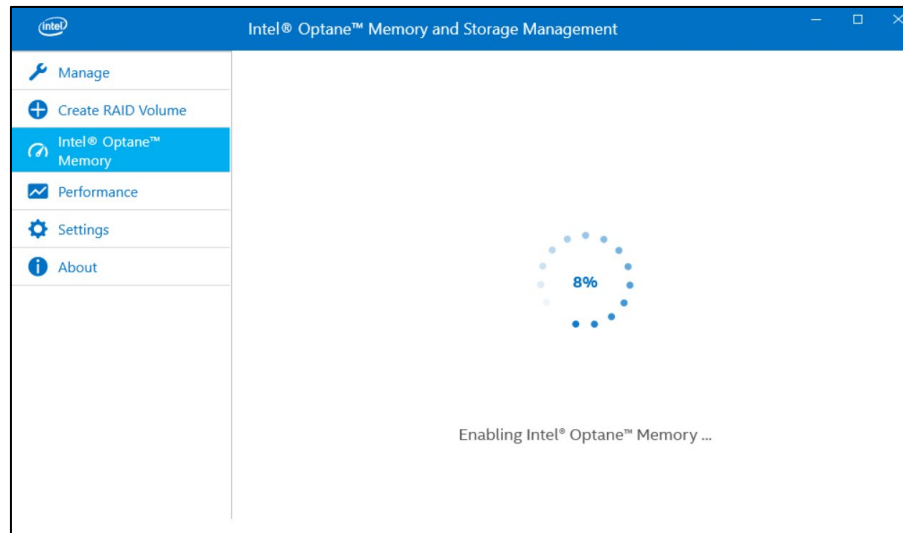 intel
Intel® Optane™ Memory and Storage Management
Manage
Create RAID Volume
Intel® Optane™
Memory
Performance
Settings
About
8%
Enabling Intel® Optane™ Memory ...